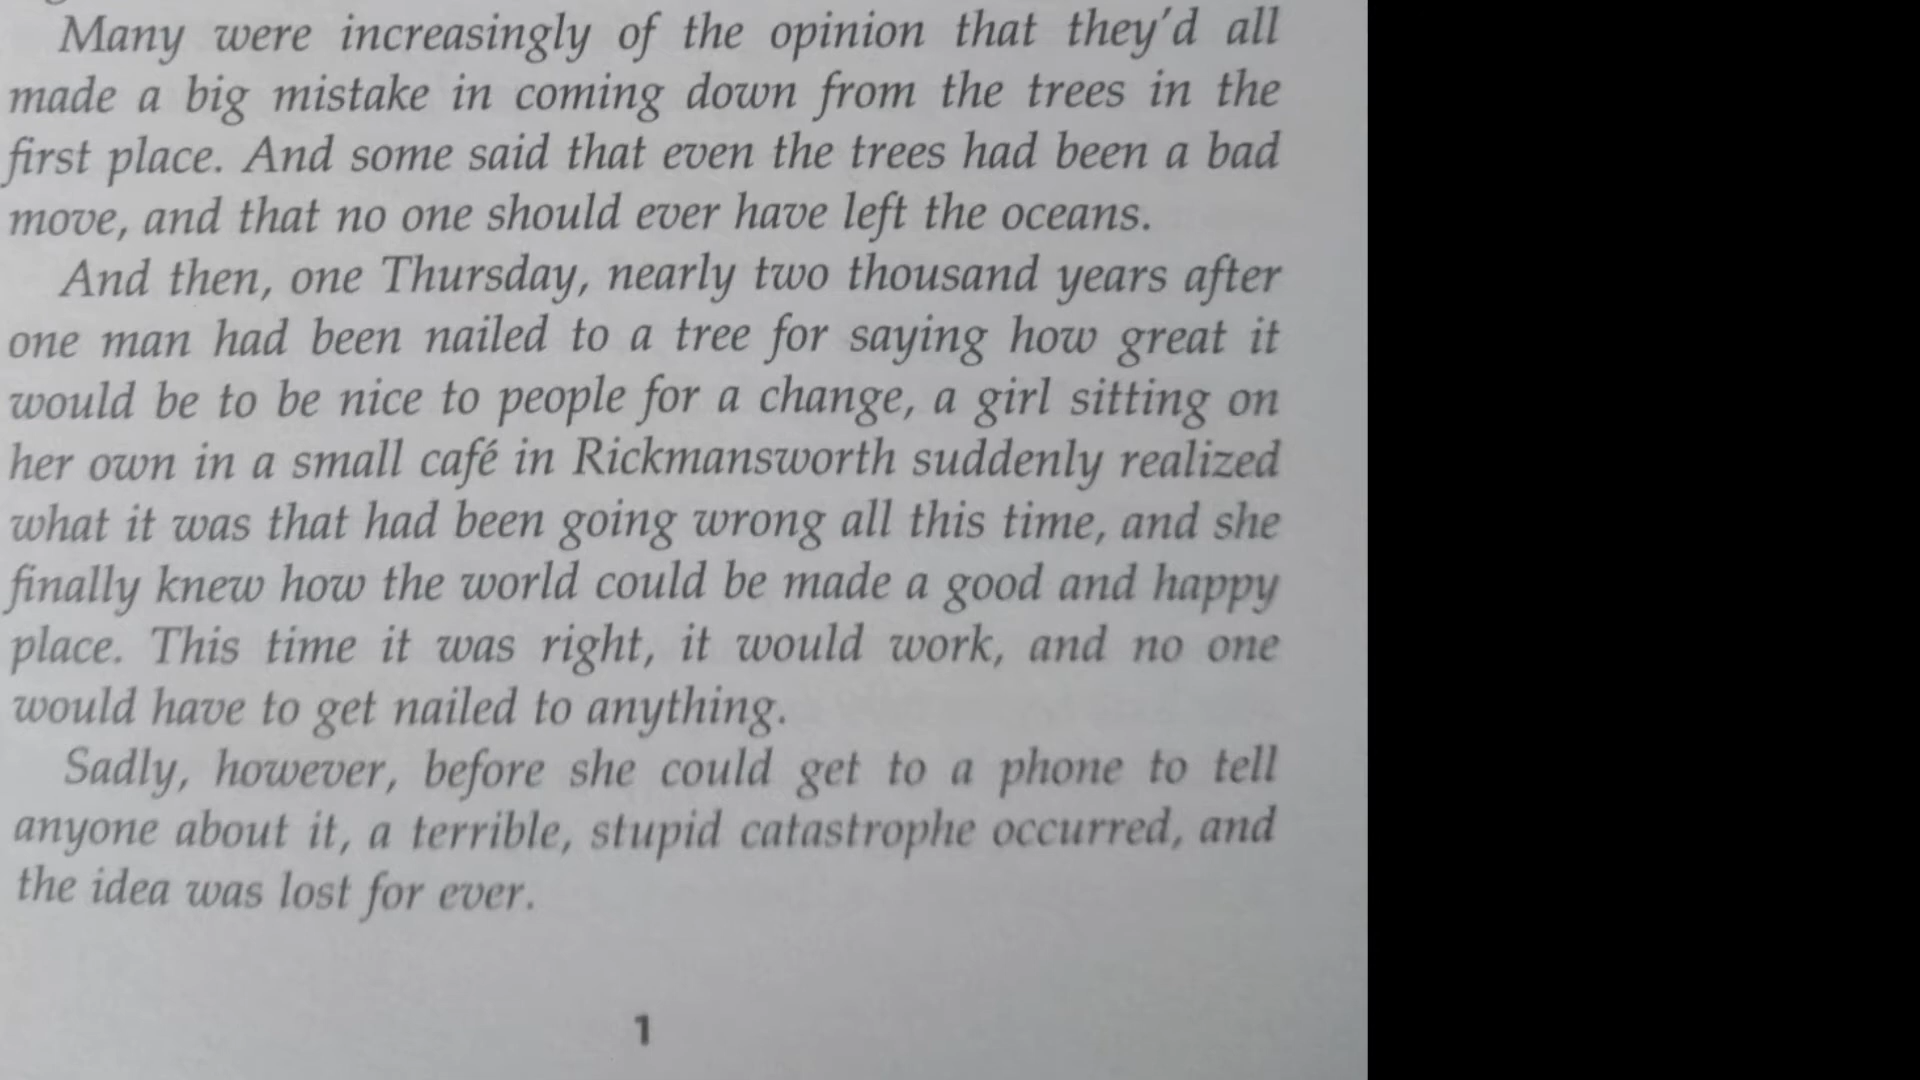 Many were increasingly of the opinion that they'd all
made a big mistake in coming down from the trees in the
first place. And some said that even the trees had been a bad
move, and that no one should ever have left the oceans.
And then, one Thursday, nearly two thousand years after
one man had been nailed to a tree for saying how great it
would be to be nice to people for a change, a girl sitting on
her own in a small café in Rickmansworth suddenly realized
what it was that had been going wrong all this time, and she
finally knew how the world could be made a good and happy
place. This time it was right, it would work, and no one
would have to get nailed to anything.
Sadly, however, before she could get to a phone to tell
anyone about it, a terrible, stupid catastrophe occurred, and
the idea was lost for ever.
1